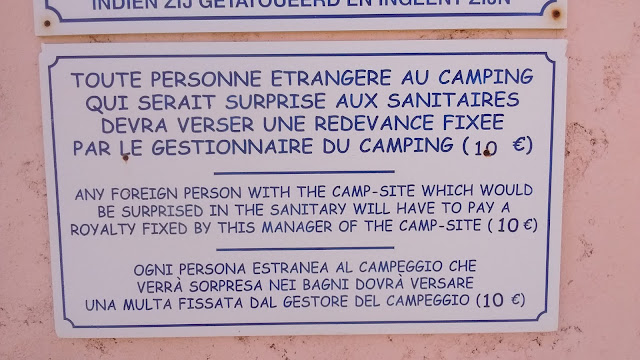 INDIEN ZIJ GETATOUEERD EN INGEENT ZIJN
TOUTE PERSONNE ETRANGERE AU CAMPING
QUI SERAIT SURPRISE AUX SANITAIRES
DEVRA VERSER UNE REDEVANCE FIXEE
PAR LE GESTIONNAIRE DU CAMPING (10 €)
ANY FOREIGN PERSON WITH THE CAMP-SITE WHICH WOULD
BE SURPRISED IN THE SANITARY WILL HAVE TO PAY A
ROYALTY FIXED BY THIS MANAGER OF THE CAMP-SITE (10 €)
OGNI PERSONA ESTRANEA AL CAMPEGGIO CHE
VERRÀ SORPRESA NEI BAGNI DOVRÀ VERSARE
UNA MULTA FISSATA DAL GESTORE DEL CAMPEGGIO (10 €)